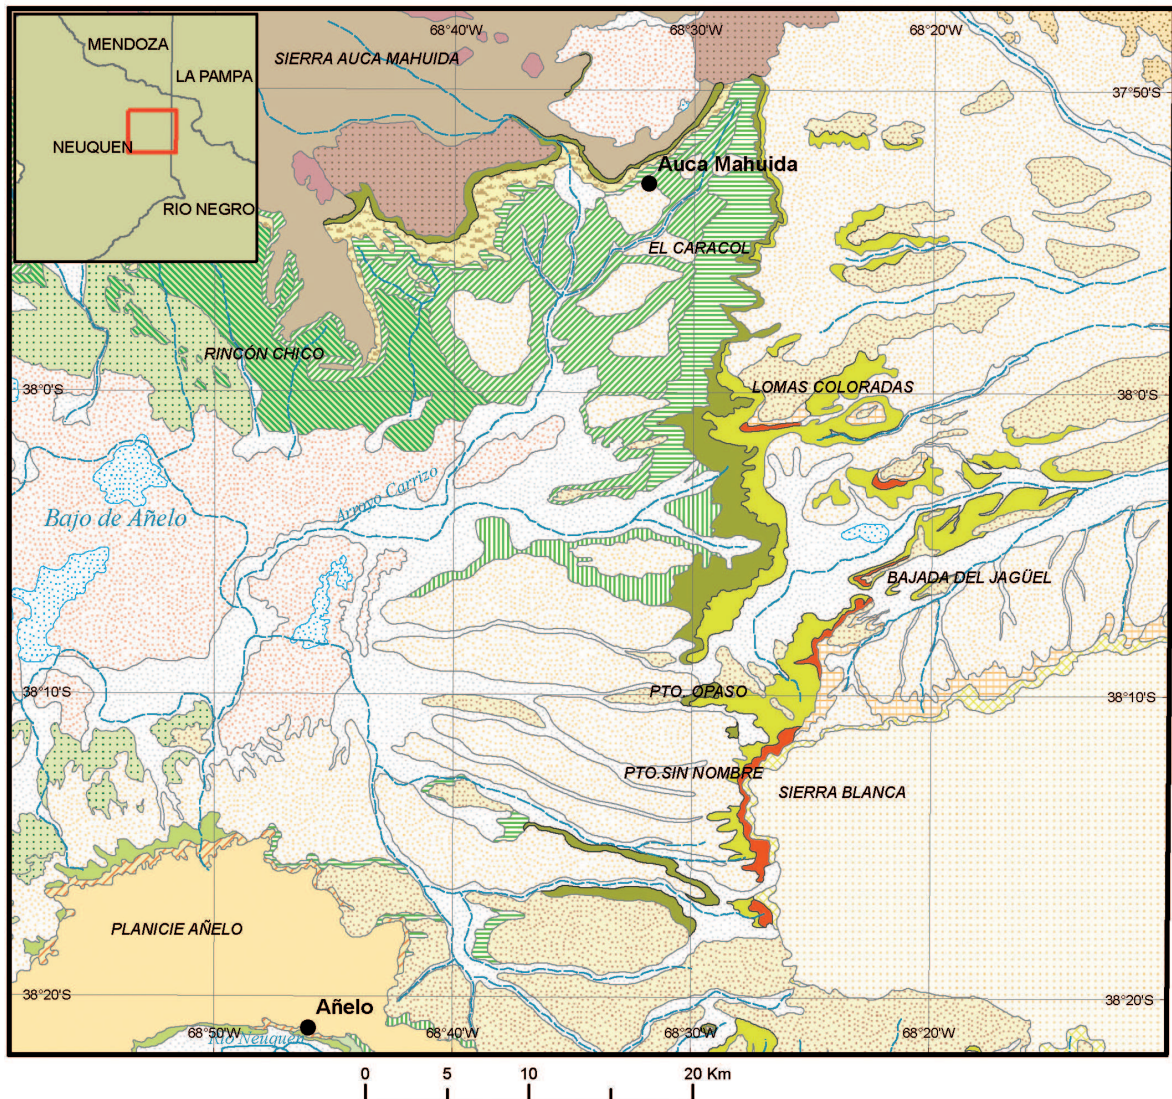 68°40'W
68°30'W
68°20'W
MENDOZA
LA PAMPA
NEUQUEN
RIO NEGRO
SIERRA AUCA MAHUIDA
37°50'S
Auca Mahuida
EL CARACOL
RINCÓN CHICO
38°0'S
LOMAS COLORADAS
38°0'S
Arroyo Carrizo
Bajo de Añelo
BAJADA DEL JAGÜEL
38°10'S
PTO. OPASO
38°10'S
PTO.SIN NOMBRE
SIERRA BLANCA
PLANICIE AÑELO
38°20'S
38°20'S
Añelo
68°50'W
68°40'W
68°30'W
68°20'W
Río Neuquen
0 5 10 20 Km